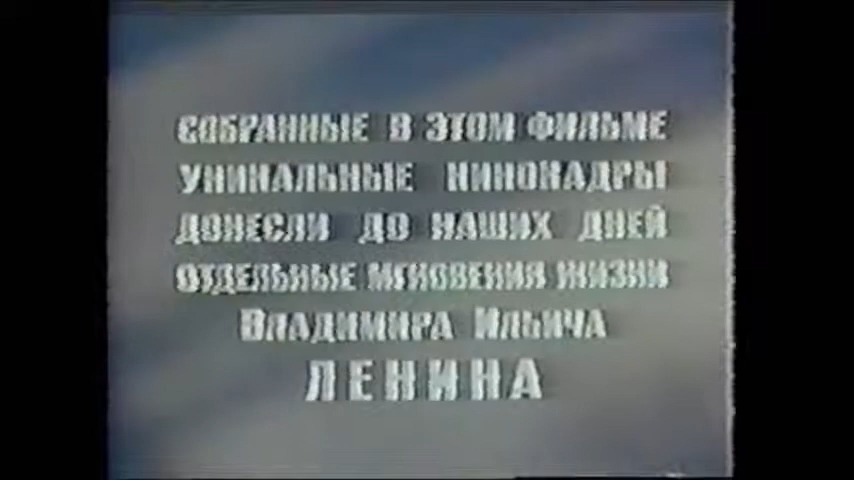 СОБРАННЫЕ В ЭТОМ ФИЛЬМЕ
УНИКАЛЬНЫЕ КИНОКАДРЫ
ДОНЕСЛИ ДО НАШИХ ДНЕЙ
ОТДЕЛЬНЫЕ МГНОВЕНИЯ ЖИЗНИ
ВЛАДИМИРА ИЛЬИЧА
ЛЕНИНА